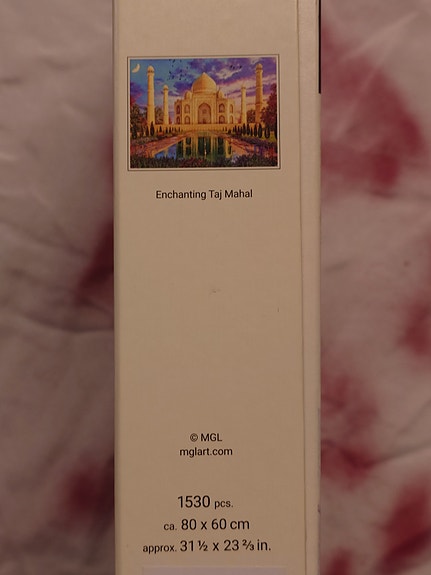 Enchanting Taj Mahal
© MGL
mglart.com
1530 pcs.
ca. 80 x 60 cm
approx. 31 ½ x 23 ⅔ in.